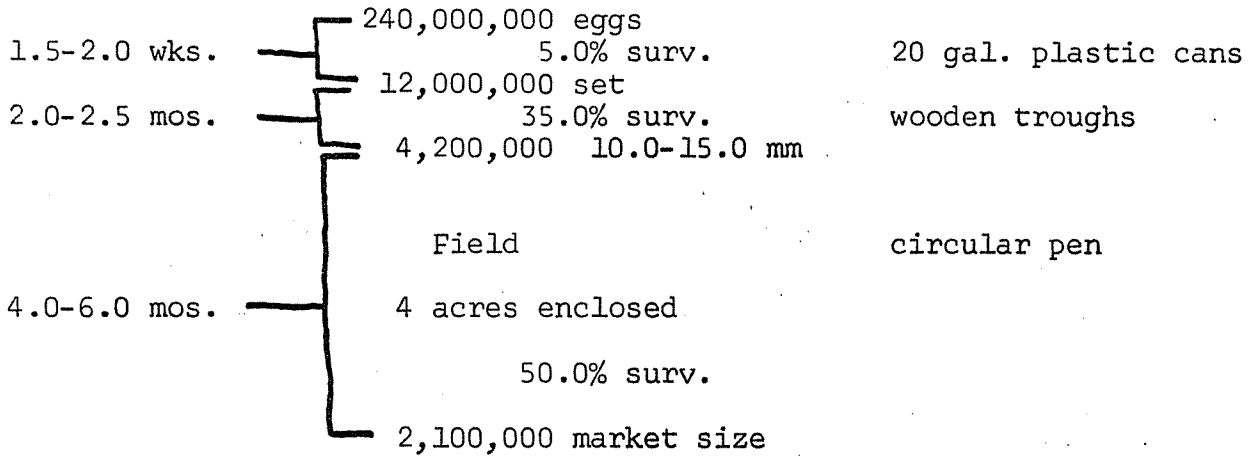 240,000,000 eggs
1.5-2.0 wks. 5.0% surv. 20 gal. plastic cans
12,000,000 set
2.0-2.5 mos. 35.0% surv. wooden troughs
4,200,000 10.0-15.0 mm
Field circular pen
4.0-6.0 mos. 4 acres enclosed
50.0% surv.
2,100,000 market size